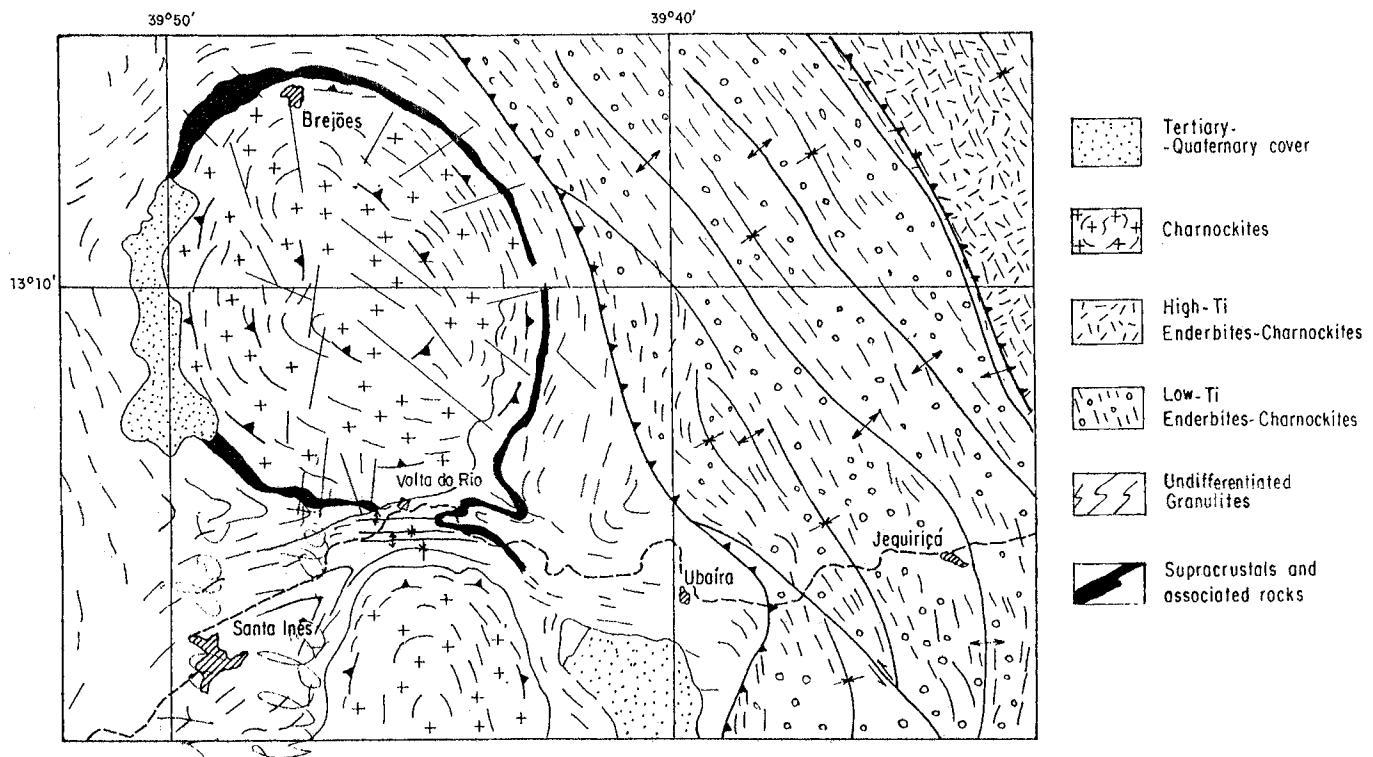 39°50'
39°40'
13°10'
Brejões
Volta do Rio
Jequiriçá
Ubaíra
Santa Inês
Tertiary-
-Quaternary cover
Charnockites
High-Ti
Enderbites-Charnockites
Low-Ti
Enderbites-Charnockites
Undifferentiated
Granulites
Supracrustals and
associated rocks